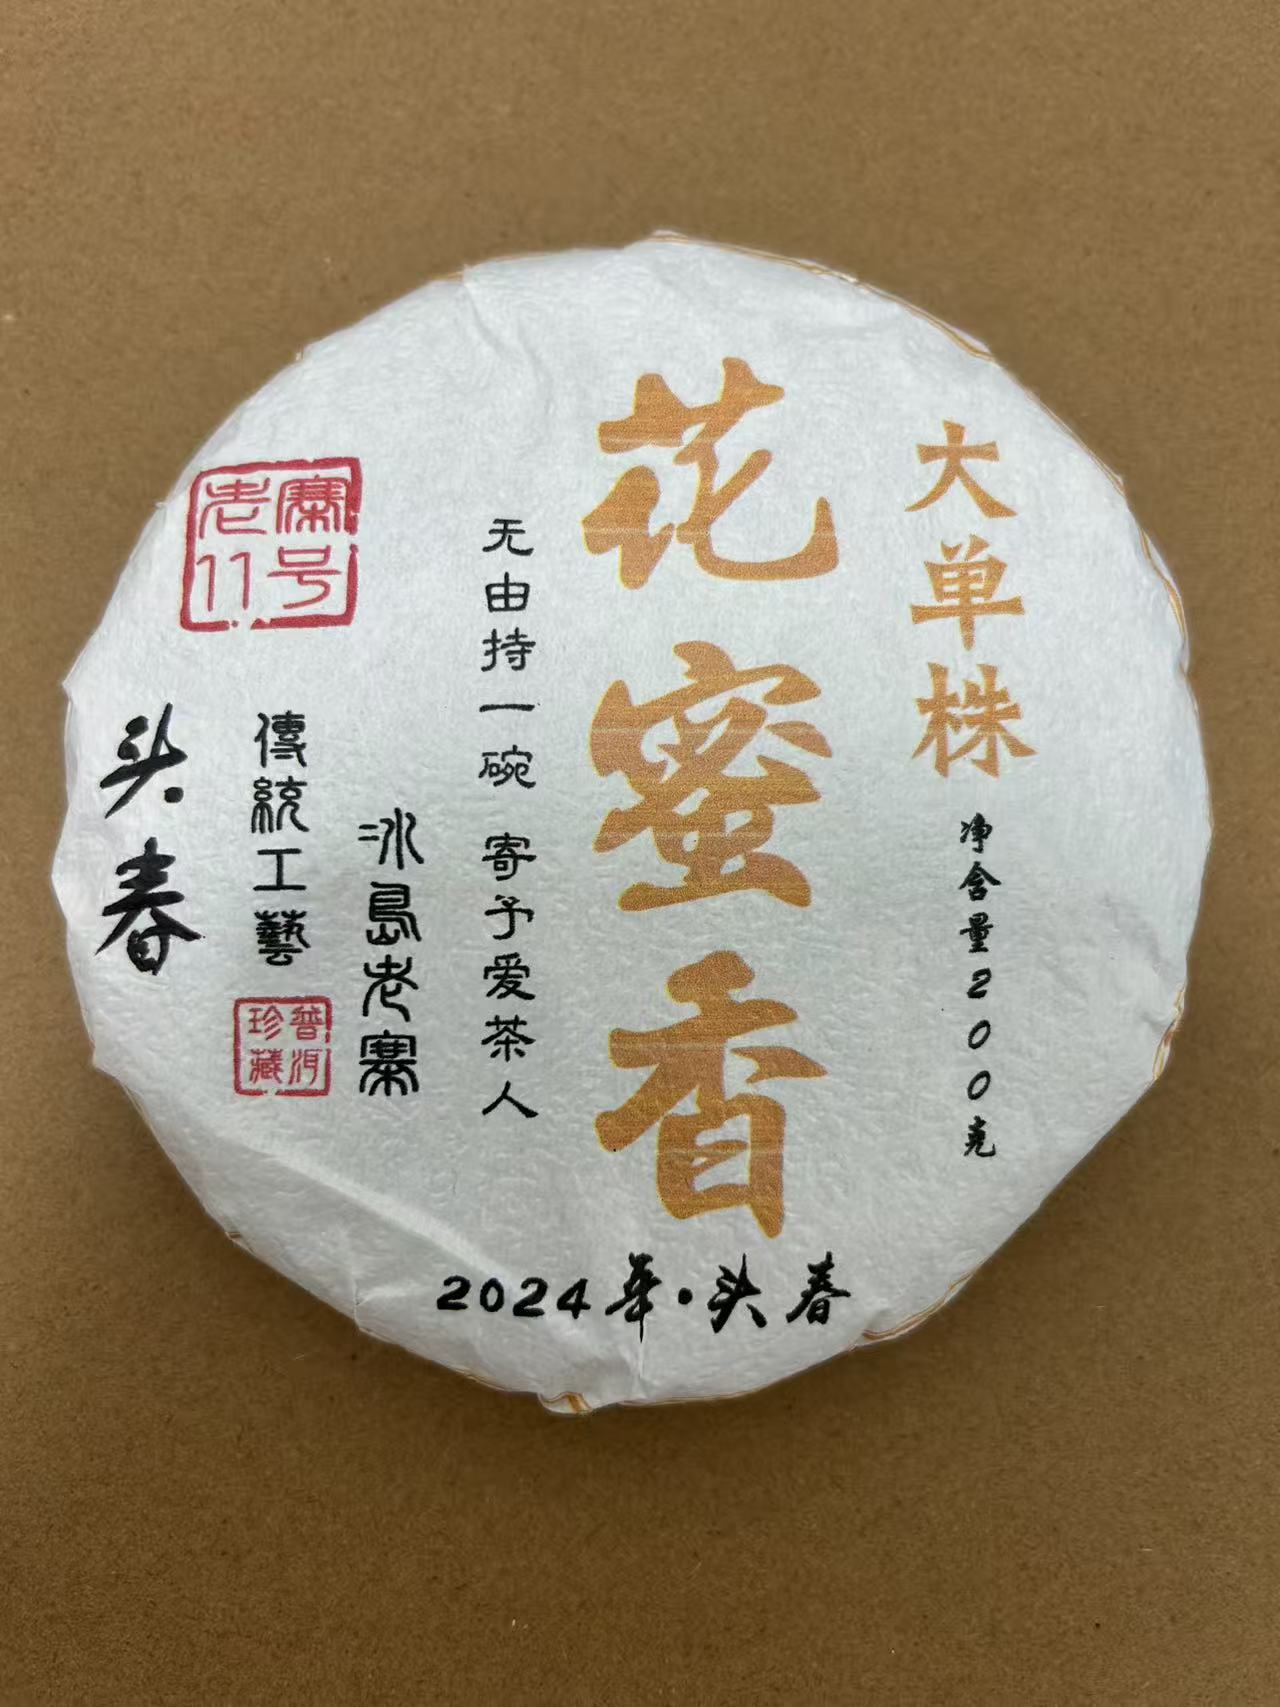 大单株
净含量200克
花蜜香
无由持一碗 寄予爱茶人
冰島老寨
老寨
11号
傳統工藝
普洱
珍藏
头春
2024年·头春